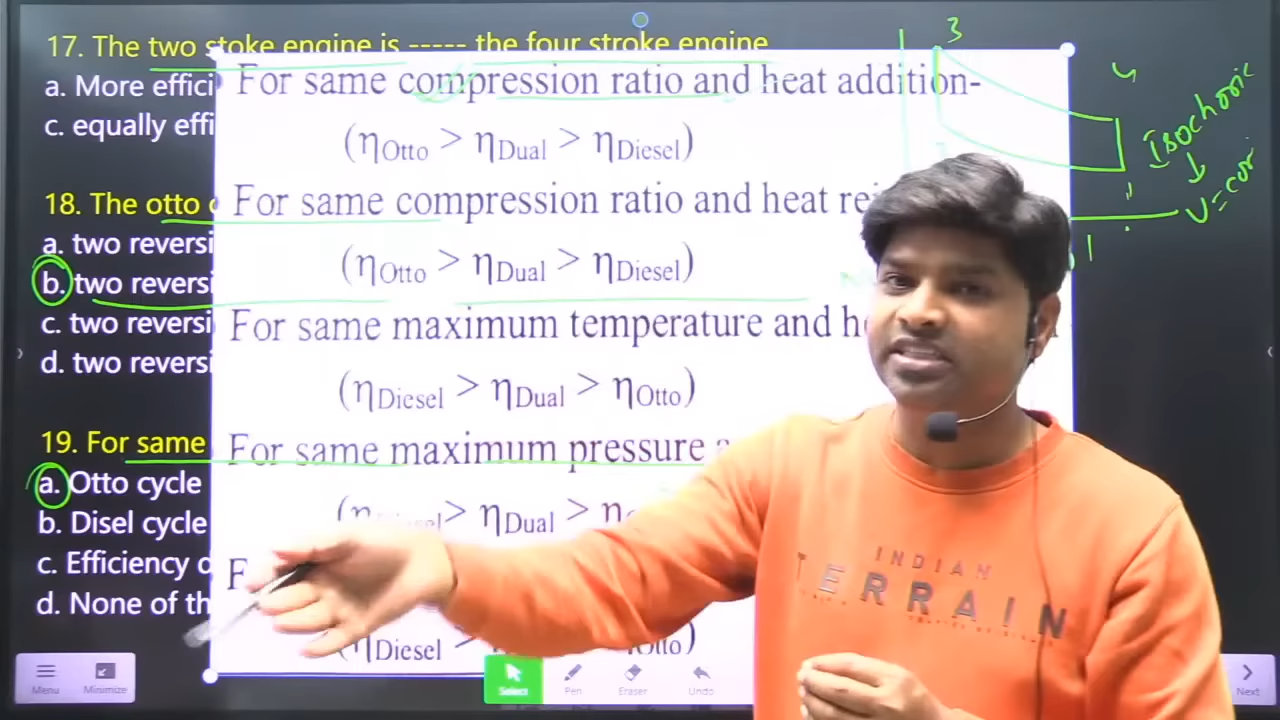 17. The two stoke engine is ----- the four stroke engine
a. More effici
c. equally effi
18. The otto
a. two reversi
b. two reversi
c. two reversi
d. two reversi
19. For same
a. Otto cycle
b. Disel cycle
c. Efficiency
d. None of th
For same compression ratio and heat addition-
(ηOtto > ηDual > ηDiesel)
For same compression ratio and heat re
(ηOtto > ηDual > ηDiesel)
For same maximum temperature and h
(ηDiesel > ηDual > ηOtto)
For same maximum pressure
> ηDual >
F
ηDiesel
3
4
Isochoric
↓
V=con
1
Menu
Minimize
Select
Pen
Eraser
Undo
Next
INDIAN
TERRAIN